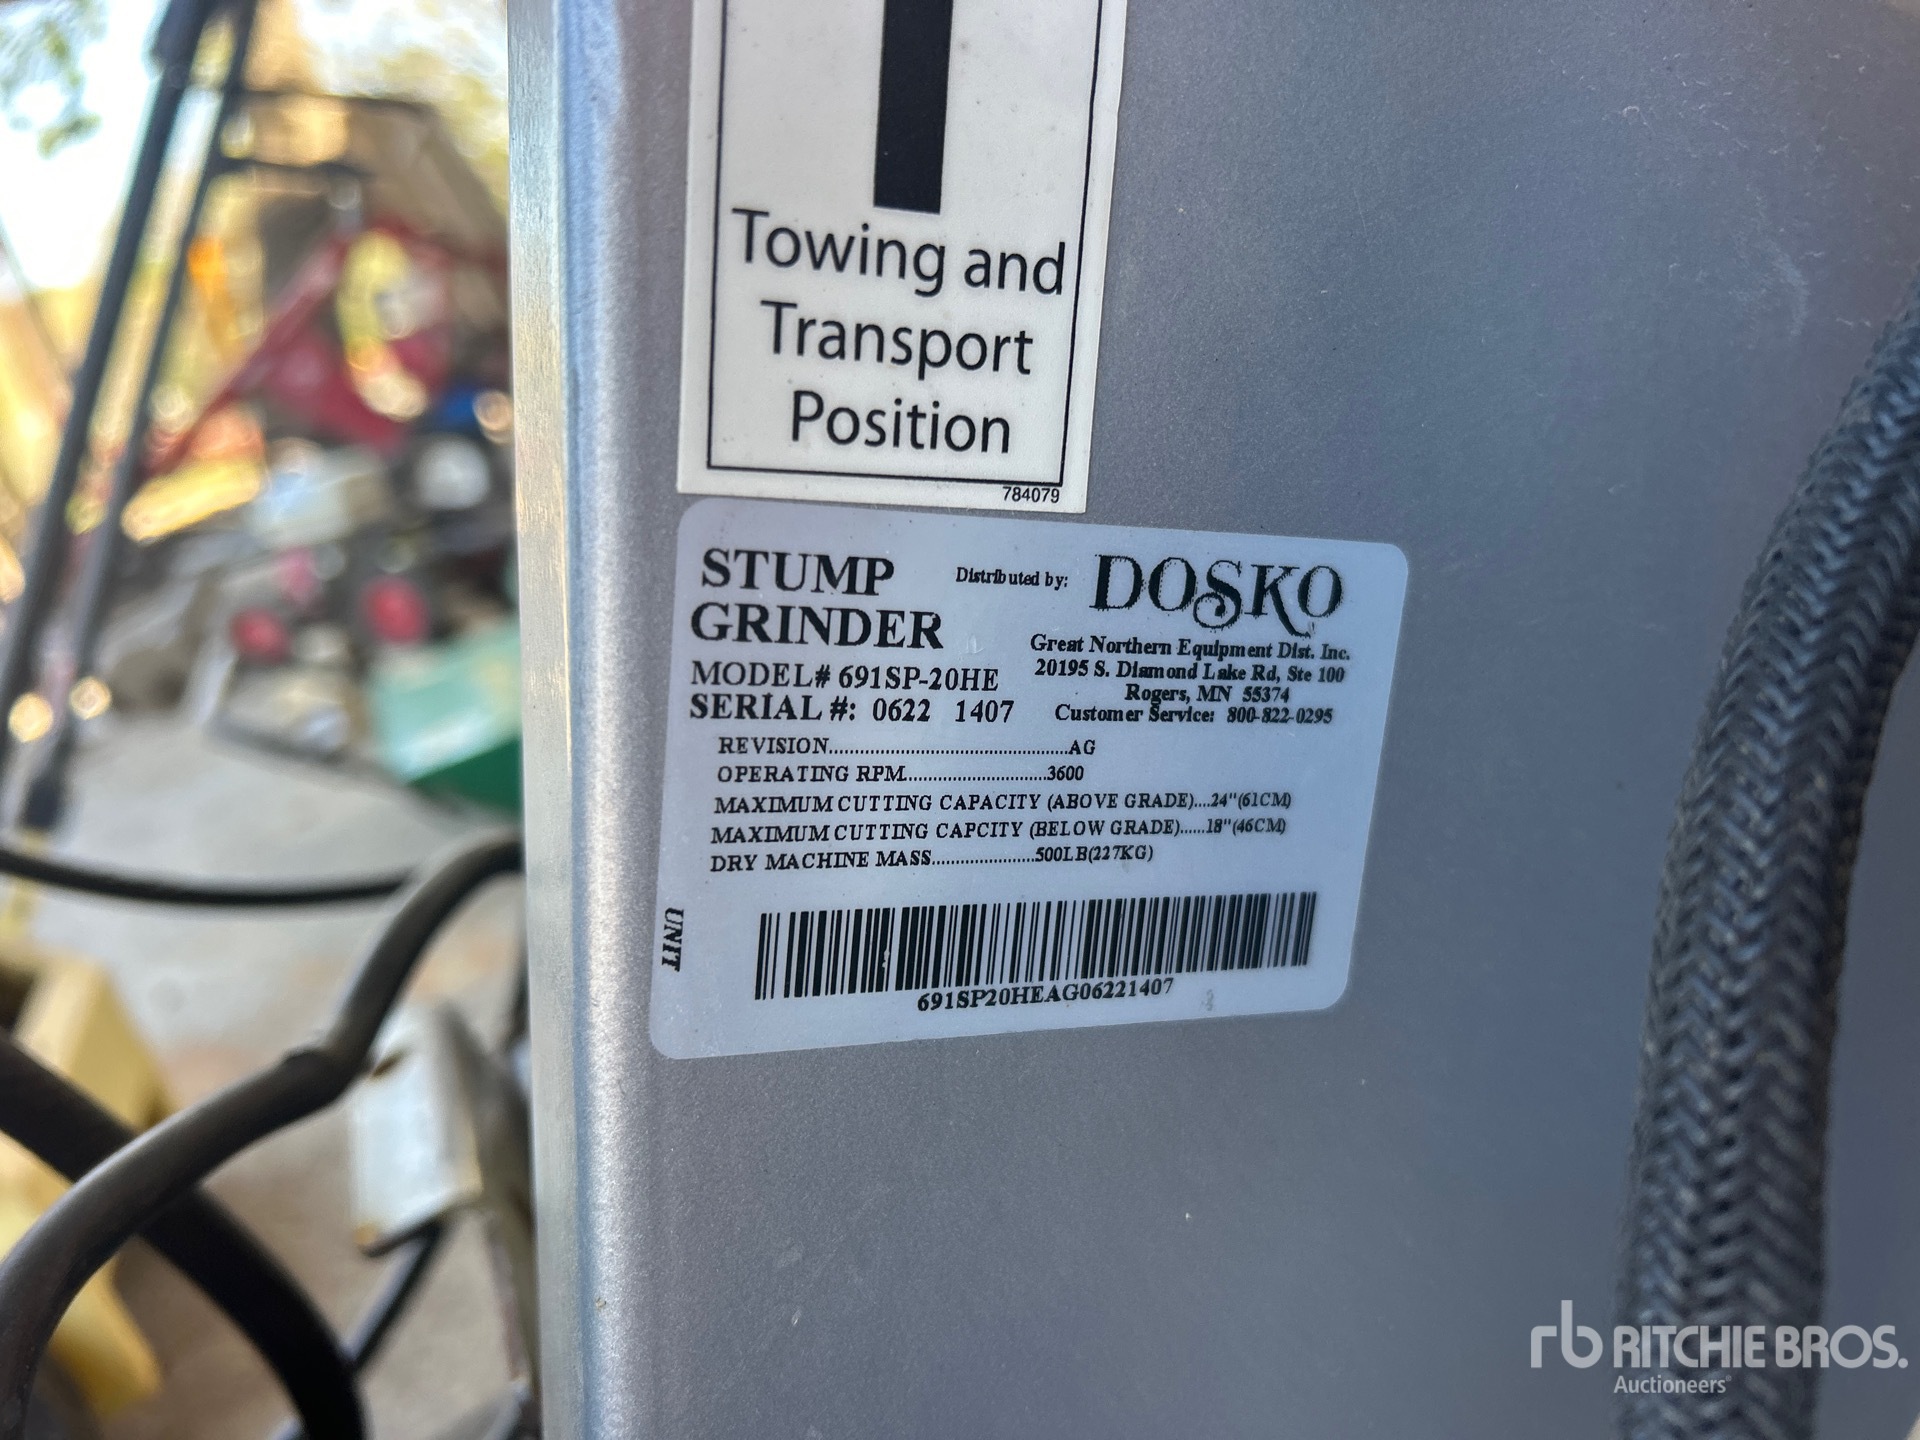 Towing and
Transport
Position
784079
STUMP
GRINDER
Distributed by: DOSKO
Great Northern Equipment Dist. Inc.
20195 S. Diamond Lake Rd, Ste 100
Rogers, MN 55374
Customer Service: 800-822-0295
MODEL# 691SP-20HE
SERIAL #: 0622 1407
REVISION..............................................AG
OPERATING RPM...........................3600
MAXIMUM CUTTING CAPACITY (ABOVE GRADE)....24"(61CM)
MAXIMUM CUTTING CAPCITY (BELOW GRADE)......18"(46CM)
DRY MACHINE MASS......................500LB(227KG)
UNIT
691SP20HEAG06221407
rb RITCHIE BROS.
Auctioneers